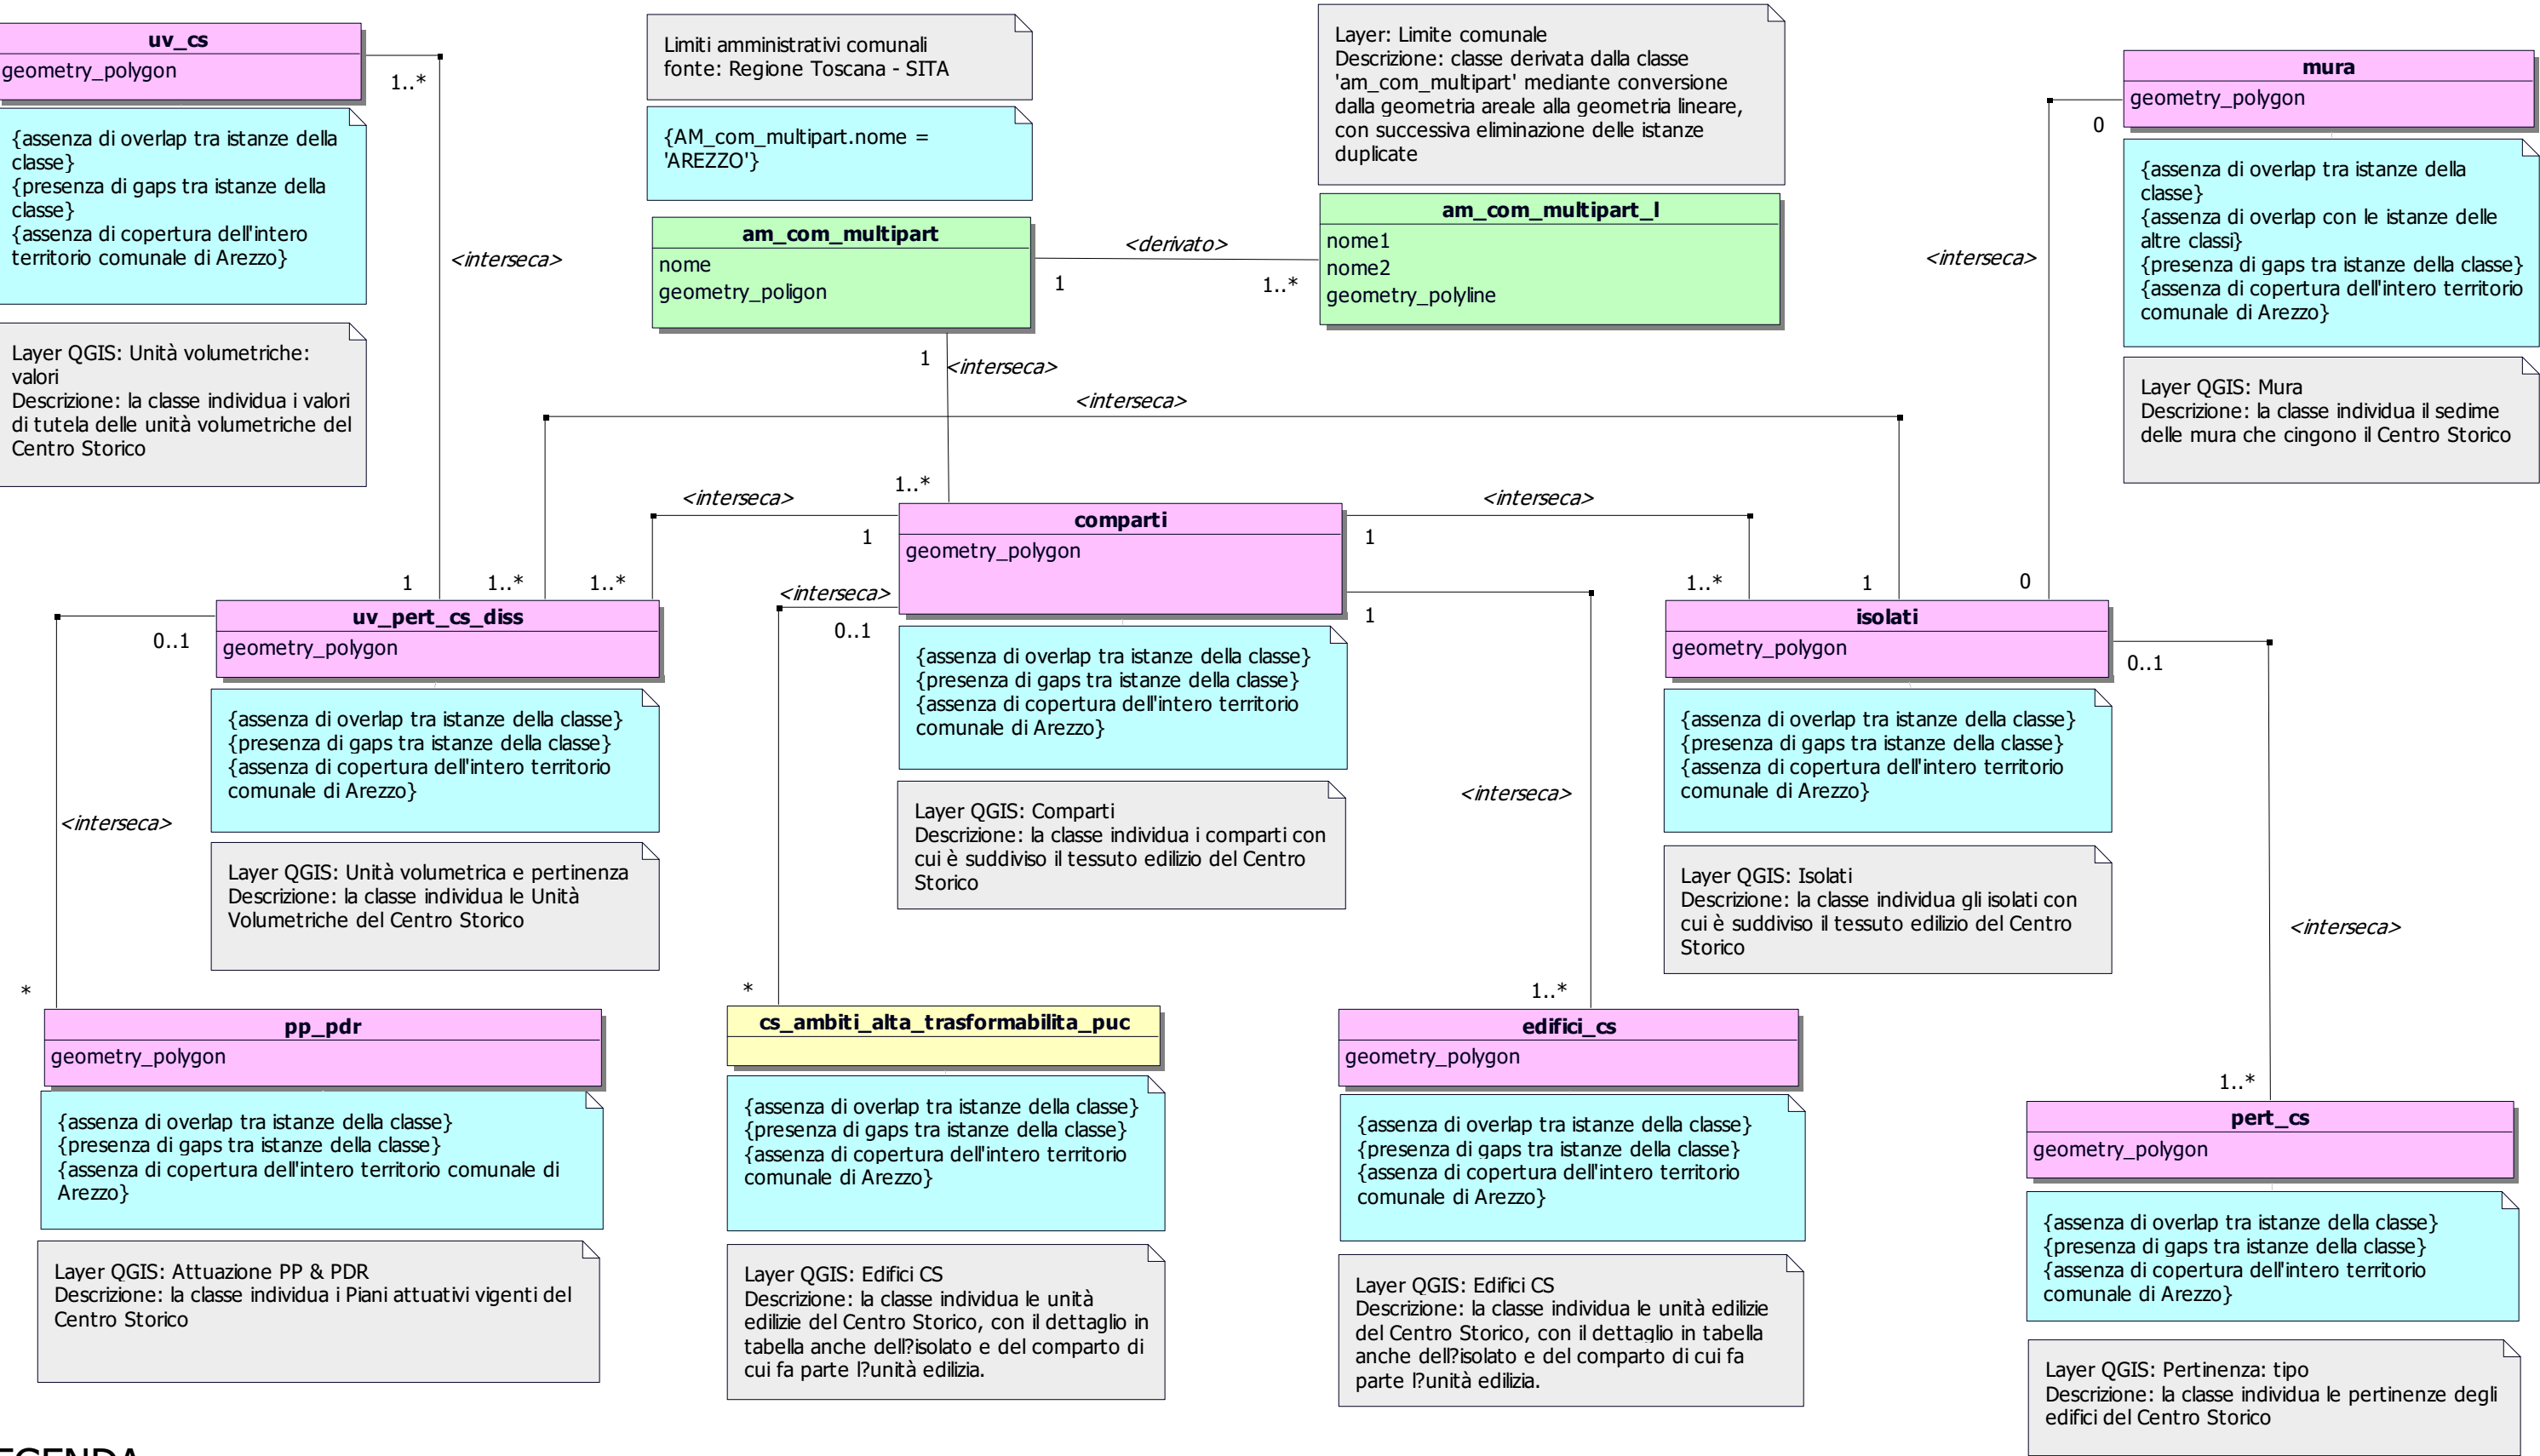 uv_cs
geometry_polygon
1..*
{assenza di overlap tra istanze della
classe}
{presenza di gaps tra istanze della
classe}
{assenza di copertura dell'intero
territorio comunale di Arezzo}
Layer QGIS: Unità volumetriche:
valori
Descrizione: la classe individua i valori
di tutela delle unità volumetriche del
Centro Storico
<interseca>
Limiti amministrativi comunali
fonte: Regione Toscana - SITA
{AM_com_multipart.nome =
'AREZZO'}
am_com_multipart
nome
geometry_poligon
<derivato>
1
1..*
Layer: Limite comunale
Descrizione: classe derivata dalla classe
'am_com_multipart' mediante conversione
dalla geometria areale alla geometria lineare,
con successiva eliminazione delle istanze
duplicate
am_com_multipart_l
nome1
nome2
geometry_polyline
mura
geometry_polygon
0
{assenza di overlap tra istanze della
classe}
{assenza di overlap con le istanze delle
altre classi}
{presenza di gaps tra istanze della classe}
{assenza di copertura dell'intero territorio
comunale di Arezzo}
Layer QGIS: Mura
Descrizione: la classe individua il sedime
delle mura che cingono il Centro Storico
<interseca>
1
<interseca>
<interseca>
1..*
<interseca>
<interseca>
comparti
geometry_polygon
1
1
<interseca>
0..1
1
{assenza di overlap tra istanze della classe}
{presenza di gaps tra istanze della classe}
{assenza di copertura dell'intero territorio
comunale di Arezzo}
Layer QGIS: Comparti
Descrizione: la classe individua i comparti con
cui è suddiviso il tessuto edilizio del Centro
Storico
1
1..*
1..*
uv_pert_cs_diss
geometry_polygon
0..1
{assenza di overlap tra istanze della classe}
{presenza di gaps tra istanze della classe}
{assenza di copertura dell'intero territorio
comunale di Arezzo}
Layer QGIS: Unità volumetrica e pertinenza
Descrizione: la classe individua le Unità
Volumetriche del Centro Storico
<interseca>
1..*
1
0
isolati
geometry_polygon
0..1
{assenza di overlap tra istanze della classe}
{presenza di gaps tra istanze della classe}
{assenza di copertura dell'intero territorio
comunale di Arezzo}
Layer QGIS: Isolati
Descrizione: la classe individua gli isolati con
cui è suddiviso il tessuto edilizio del Centro
Storico
<interseca>
<interseca>
*
pp_pdr
geometry_polygon
{assenza di overlap tra istanze della classe}
{presenza di gaps tra istanze della classe}
{assenza di copertura dell'intero territorio comunale di
Arezzo}
Layer QGIS: Attuazione PP & PDR
Descrizione: la classe individua i Piani attuativi vigenti del
Centro Storico
*
cs_ambiti_alta_trasformabilita_puc
{assenza di overlap tra istanze della classe}
{presenza di gaps tra istanze della classe}
{assenza di copertura dell'intero territorio
comunale di Arezzo}
Layer QGIS: Edifici CS
Descrizione: la classe individua le unità
edilizie del Centro Storico, con il dettaglio in
tabella anche dell?isolato e del comparto di
cui fa parte l?unità edilizia.
1..*
edifici_cs
geometry_polygon
{assenza di overlap tra istanze della classe}
{presenza di gaps tra istanze della classe}
{assenza di copertura dell'intero territorio
comunale di Arezzo}
Layer QGIS: Edifici CS
Descrizione: la classe individua le unità edilizie
del Centro Storico, con il dettaglio in tabella
anche dell?isolato e del comparto di cui fa
parte l?unità edilizia.
1..*
pert_cs
geometry_polygon
{assenza di overlap tra istanze della classe}
{presenza di gaps tra istanze della classe}
{assenza di copertura dell'intero territorio
comunale di Arezzo}
Layer QGIS: Pertinenza: tipo
Descrizione: la classe individua le pertinenze degli
edifici del Centro Storico